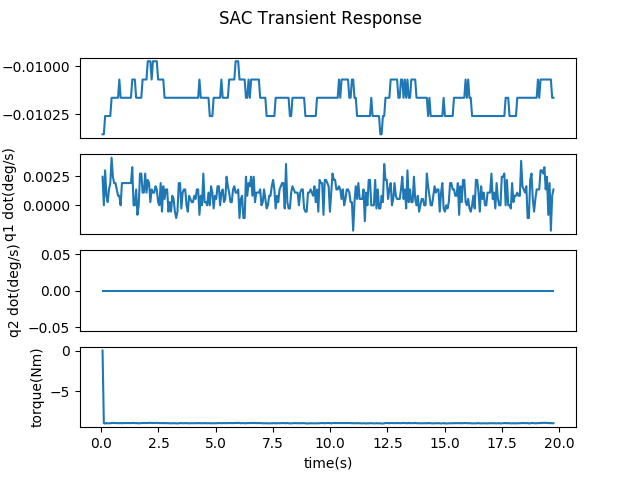 SAC Transient Response
−0.01000
−0.01025
0.0025
0.0000
q1 dot(deg/s)
0.05
0.00
−0.05
q2 dot(deg/s)
0
−5
torque(Nm)
0.0 2.5 5.0 7.5 10.0 12.5 15.0 17.5 20.0
time(s)